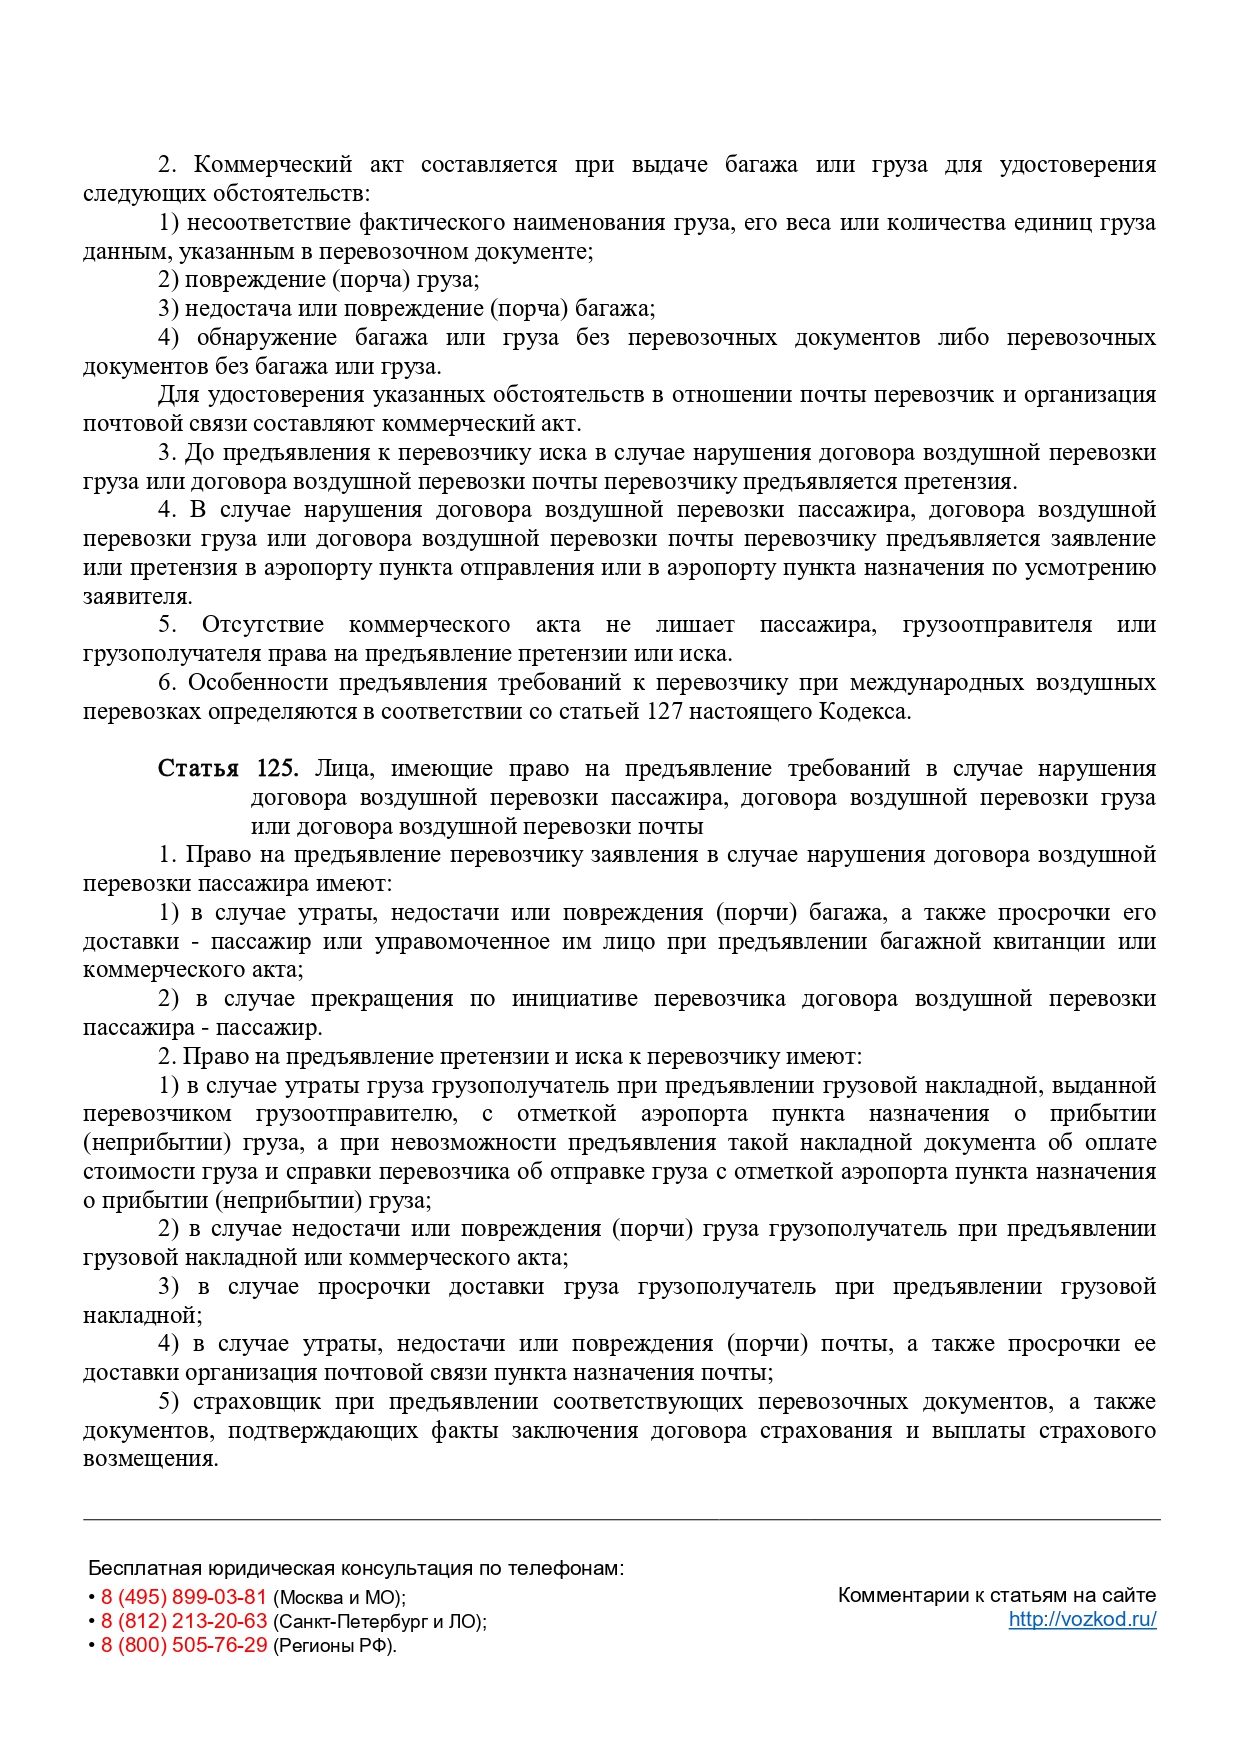 2. Коммерческий акт составляется при выдаче багажа или груза для удостоверения
следующих обстоятельств:
1) несоответствие фактического наименования груза, его веса или количества единиц груза
данным, указанным в перевозочном документе;
2) повреждение (порча) груза;
3) недостача или повреждение (порча) багажа;
4) обнаружение багажа или груза без перевозочных документов либо перевозочных
документов без багажа или груза.
Для удостоверения указанных обстоятельств в отношении почты перевозчик и организация
почтовой связи составляют коммерческий акт.
3. До предъявления к перевозчику иска в случае нарушения договора воздушной перевозки
груза или договора воздушной перевозки почты перевозчику предъявляется претензия.
4. В случае нарушения договора воздушной перевозки пассажира, договора воздушной
перевозки груза или договора воздушной перевозки почты перевозчику предъявляется заявление
или претензия в аэропорту пункта отправления или в аэропорту пункта назначения по усмотрению
заявителя.
5. Отсутствие коммерческого акта не лишает пассажира, грузоотправителя или
грузополучателя права на предъявление претензии или иска.
6. Особенности предъявления требований к перевозчику при международных воздушных
перевозках определяются в соответствии со статьей 127 настоящего Кодекса.
Статья 125. Лица, имеющие право на предъявление требований в случае нарушения
договора воздушной перевозки пассажира, договора воздушной перевозки груза
или договора воздушной перевозки почты
1. Право на предъявление перевозчику заявления в случае нарушения договора воздушной
перевозки пассажира имеют:
1) в случае утраты, недостачи или повреждения (порчи) багажа, а также просрочки его
доставки - пассажир или управомоченное им лицо при предъявлении багажной квитанции или
коммерческого акта;
2) в случае прекращения по инициативе перевозчика договора воздушной перевозки
пассажира - пассажир.
2. Право на предъявление претензии и иска к перевозчику имеют:
1) в случае утраты груза грузополучатель при предъявлении грузовой накладной, выданной
перевозчиком грузоотправителю, с отметкой аэропорта пункта назначения о прибытии
(неприбытии) груза, а при невозможности предъявления такой накладной документа об оплате
стоимости груза и справки перевозчика об отправке груза с отметкой аэропорта пункта назначения
о прибытии (неприбытии) груза;
2) в случае недостачи или повреждения (порчи) груза грузополучатель при предъявлении
грузовой накладной или коммерческого акта;
3) в случае просрочки доставки груза грузополучатель при предъявлении грузовой
накладной;
4) в случае утраты, недостачи или повреждения (порчи) почты, а также просрочки ее
доставки организация почтовой связи пункта назначения почты;
5) страховщик при предъявлении соответствующих перевозочных документов, а также
документов, подтверждающих факты заключения договора страхования и выплаты страхового
возмещения.
Бесплатная юридическая консультация по телефонам:
• 8 (495) 899-03-81 (Москва и МО);
• 8 (812) 213-20-63 (Санкт-Петербург и ЛО);
• 8 (800) 505-76-29 (Регионы РФ).
Комментарии к статьям на сайте
http://vozkod.ru/